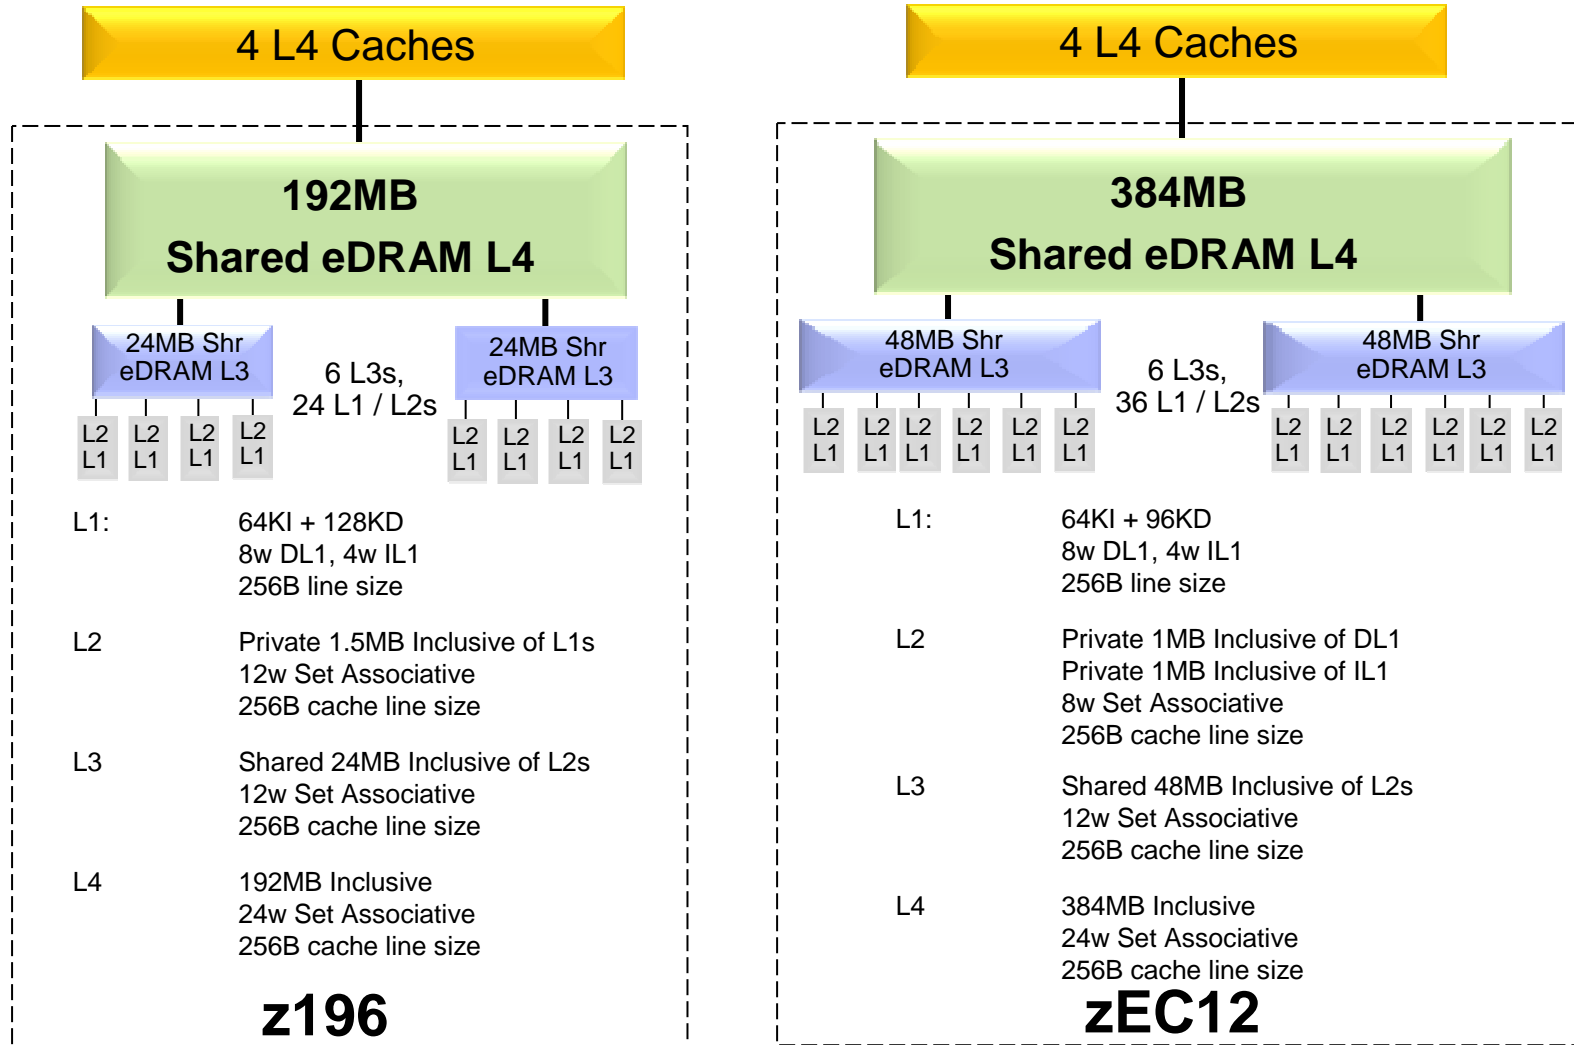 4 L4 Caches
192MB
Shared eDRAM L4
24MB Shr
eDRAM L3
6 L3s,
24 L1 / L2s
24MB Shr
eDRAM L3
L2 L2 L2 L2
L1 L1 L1 L1
L2 L2 L2 L2
L1 L1 L1 L1
L1: 64KI + 128KD
8w DL1, 4w IL1
256B line size
L2 Private 1.5MB Inclusive of L1s
12w Set Associative
256B cache line size
L3 Shared 24MB Inclusive of L2s
12w Set Associative
256B cache line size
L4 192MB Inclusive
24w Set Associative
256B cache line size
z196
4 L4 Caches
384MB
Shared eDRAM L4
48MB Shr
eDRAM L3
6 L3s,
36 L1 / L2s
48MB Shr
eDRAM L3
L2 L2 L2 L2 L2 L2
L1 L1 L1 L1 L1 L1
L2 L2 L2 L2 L2 L2
L1 L1 L1 L1 L1 L1
L1: 64KI + 96KD
8w DL1, 4w IL1
256B line size
L2 Private 1MB Inclusive of DL1
Private 1MB Inclusive of IL1
8w Set Associative
256B cache line size
L3 Shared 48MB Inclusive of L2s
12w Set Associative
256B cache line size
L4 384MB Inclusive
24w Set Associative
256B cache line size
zEC12